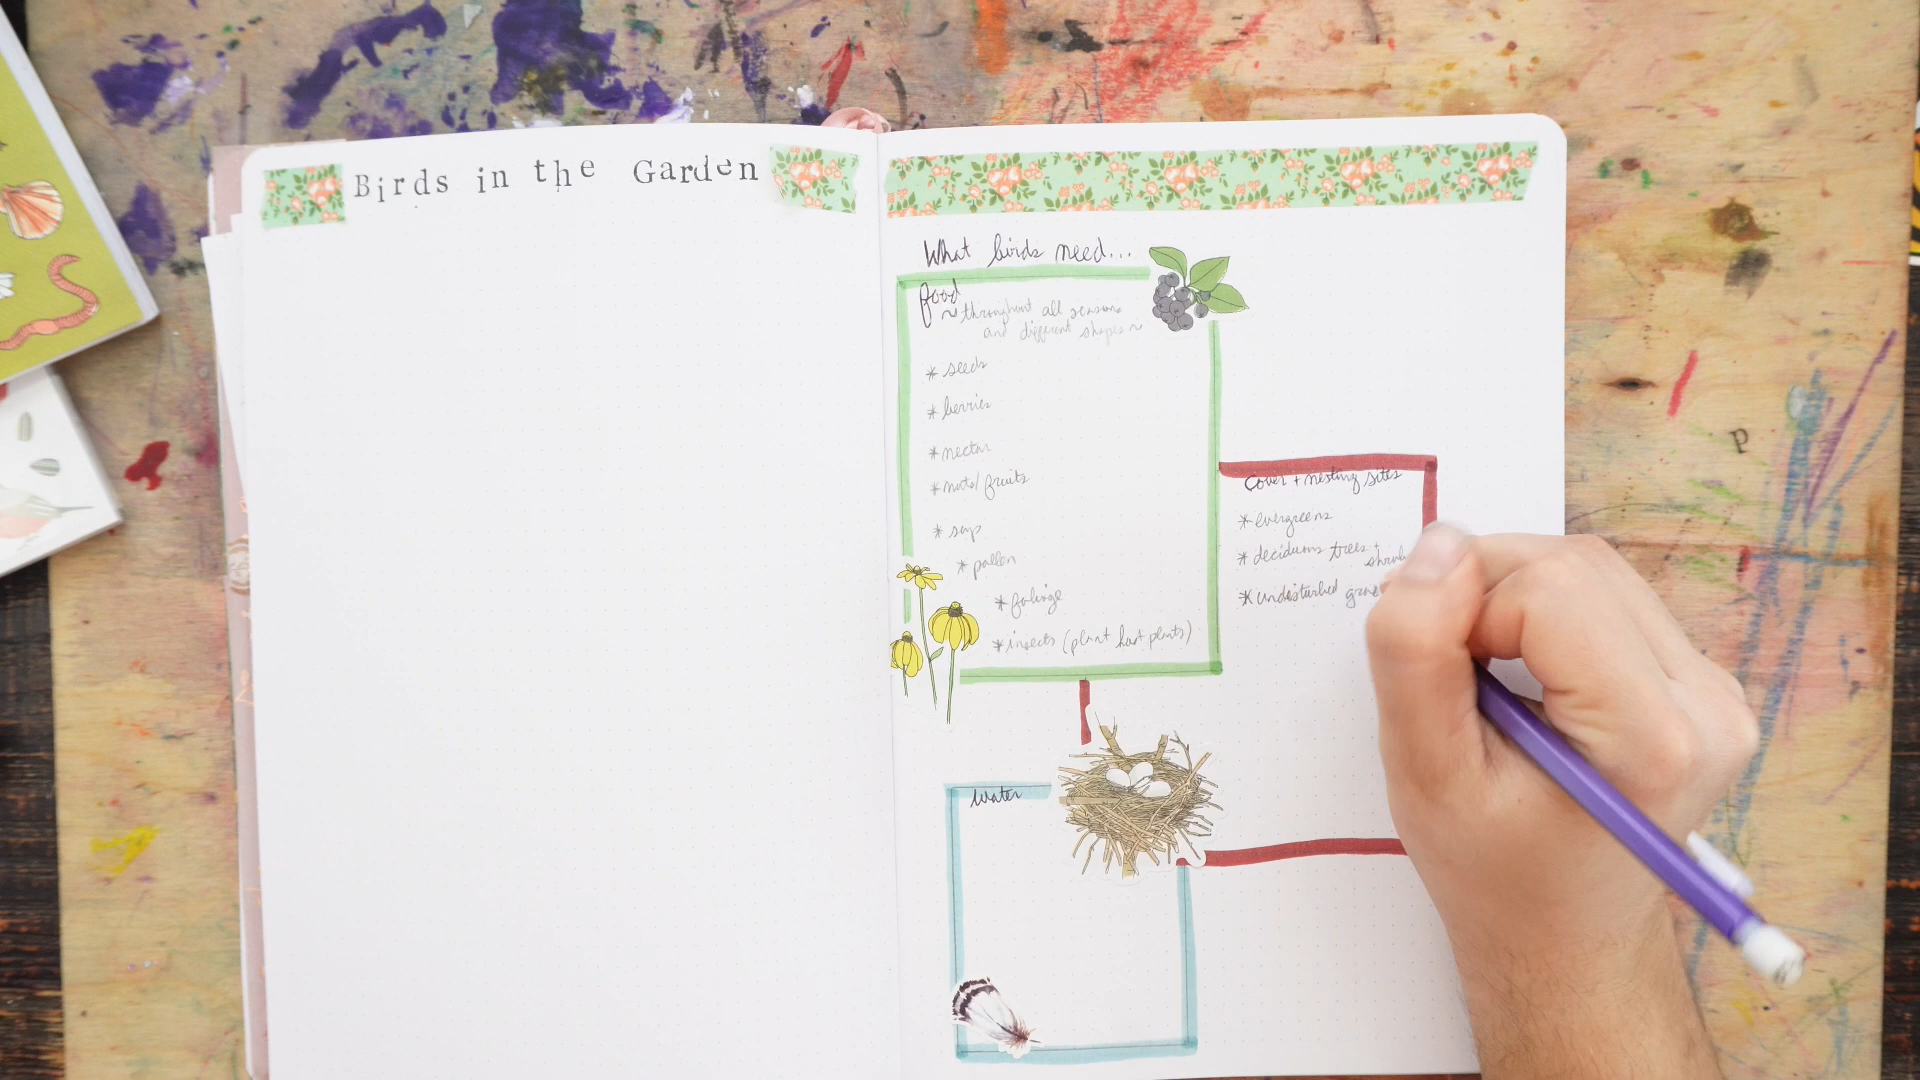 Birds in the Garden
What birds need...
food
~ throughout all seasons
and different shapes ~
* seeds
* berries
* nectar
* nuts/fruits
* sap
* pollen
* foliage
* insects (plant host plants)
Cover + nesting sites
* evergreens
* deciduous trees +
* undisturbed
water
P